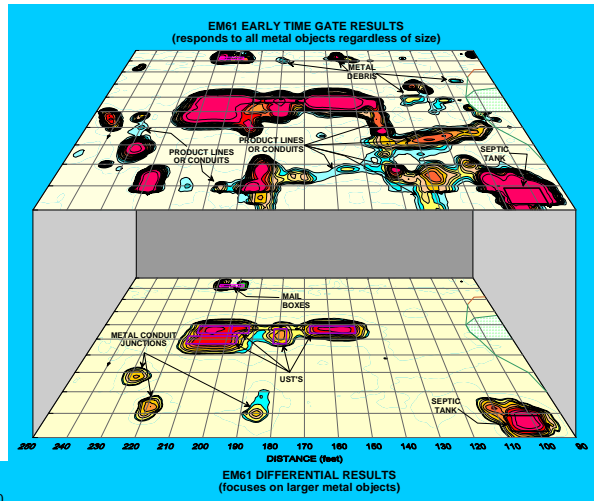 EM61 EARLY TIME GATE RESULTS
(responds to all metal objects regardless of size)
METAL
DEBRIS
PRODUCT LINES
OR CONDUITS
PRODUCT LINES
OR CONDUITS
SEPTIC
TANK
MAIL
BOXES
METAL CONDUIT
JUNCTIONS
UST'S
SEPTIC
TANK
220 210 200 190 180 170 160 150 140 130 120 110 100 90
DISTANCE (feet)
EM61 DIFFERENTIAL RESULTS
(focuses on larger metal objects)